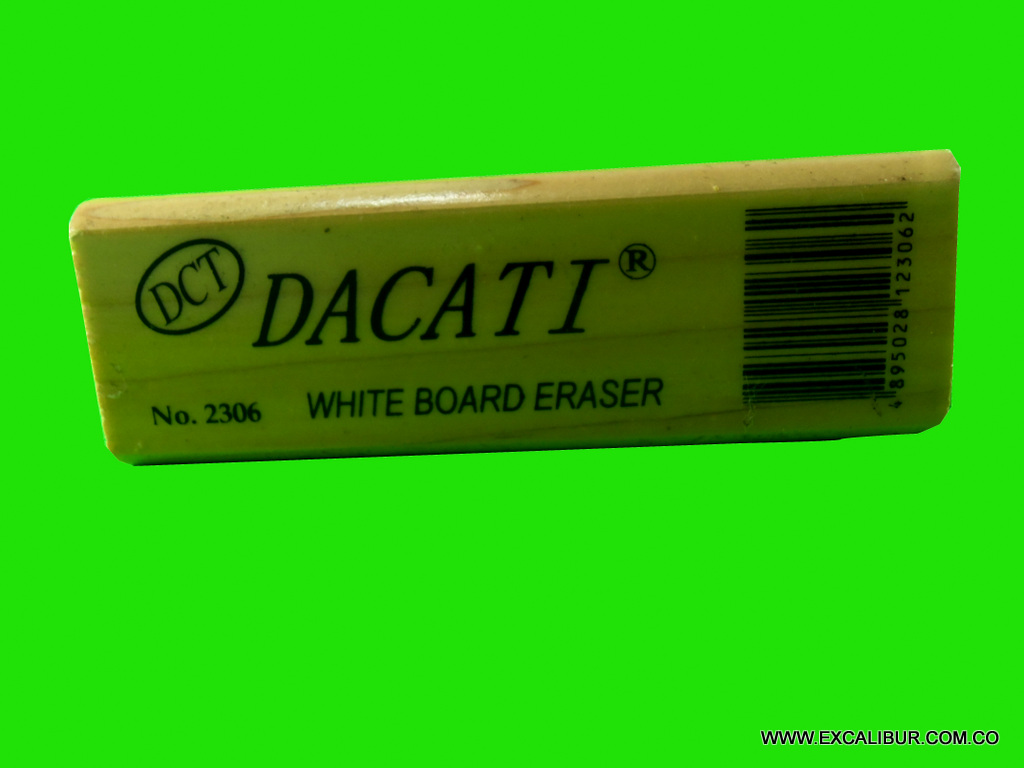 DCT
DACATI®
No. 2306
WHITE BOARD ERASER
4895028123062
WWW.EXCALIBUR.COM.CO